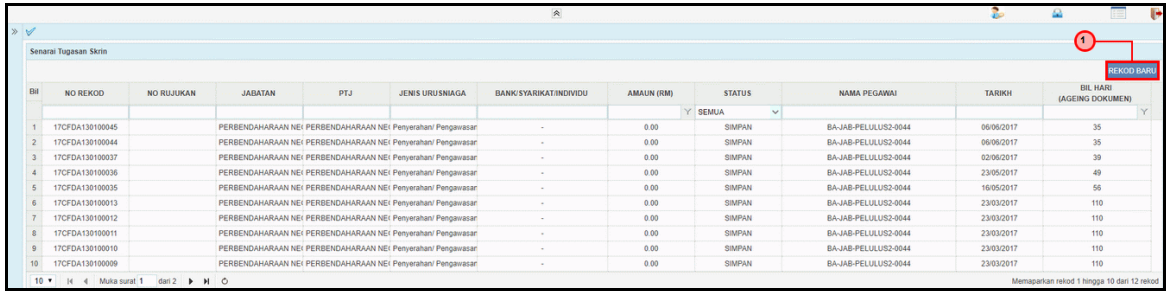 Senarai Tugasan Skrin
1
REKOD BARU
Bil NO REKOD NO RUJUKAN JABATAN PTJ JENIS URUSNIAGA BANK/SYARIKAT/INDIVIDU AMAUN (RM) STATUS NAMA PEGAWAI TARIKH BIL HARI (AGEING DOKUMEN)
SEMUA
1 17CFDA130100045 PERBENDAHARAAN NE( PERBENDAHARAAN NE( Penyerahan/ Pengawasan - 0.00 SIMPAN BA-JAB-PELULUS2-0044 06/06/2017 35
2 17CFDA130100044 PERBENDAHARAAN NE( PERBENDAHARAAN NE( Penyerahan/ Pengawasan - 0.00 SIMPAN BA-JAB-PELULUS2-0044 06/06/2017 35
3 17CFDA130100037 PERBENDAHARAAN NE( PERBENDAHARAAN NE( Penyerahan/ Pengawasan - 0.00 SIMPAN BA-JAB-PELULUS2-0044 02/06/2017 39
4 17CFDA130100036 PERBENDAHARAAN NE( PERBENDAHARAAN NE( Penyerahan/ Pengawasan - 0.00 SIMPAN BA-JAB-PELULUS2-0044 23/05/2017 49
5 17CFDA130100035 PERBENDAHARAAN NE( PERBENDAHARAAN NE( Penyerahan/ Pengawasan - 0.00 SIMPAN BA-JAB-PELULUS2-0044 16/05/2017 56
6 17CFDA130100013 PERBENDAHARAAN NE( PERBENDAHARAAN NE( Penyerahan/ Pengawasan - 0.00 SIMPAN BA-JAB-PELULUS2-0044 23/03/2017 110
7 17CFDA130100012 PERBENDAHARAAN NE( PERBENDAHARAAN NE( Penyerahan/ Pengawasan - 0.00 SIMPAN BA-JAB-PELULUS2-0044 23/03/2017 110
8 17CFDA130100011 PERBENDAHARAAN NE( PERBENDAHARAAN NE( Penyerahan/ Pengawasan - 0.00 SIMPAN BA-JAB-PELULUS2-0044 23/03/2017 110
9 17CFDA130100010 PERBENDAHARAAN NE( PERBENDAHARAAN NE( Penyerahan/ Pengawasan - 0.00 SIMPAN BA-JAB-PELULUS2-0044 23/03/2017 110
10 17CFDA130100009 PERBENDAHARAAN NE( PERBENDAHARAAN NE( Penyerahan/ Pengawasan - 0.00 SIMPAN BA-JAB-PELULUS2-0044 23/03/2017 110
10 Muka surat 1 dari 2 Memaparkan rekod 1 hingga 10 dari 12 rekod